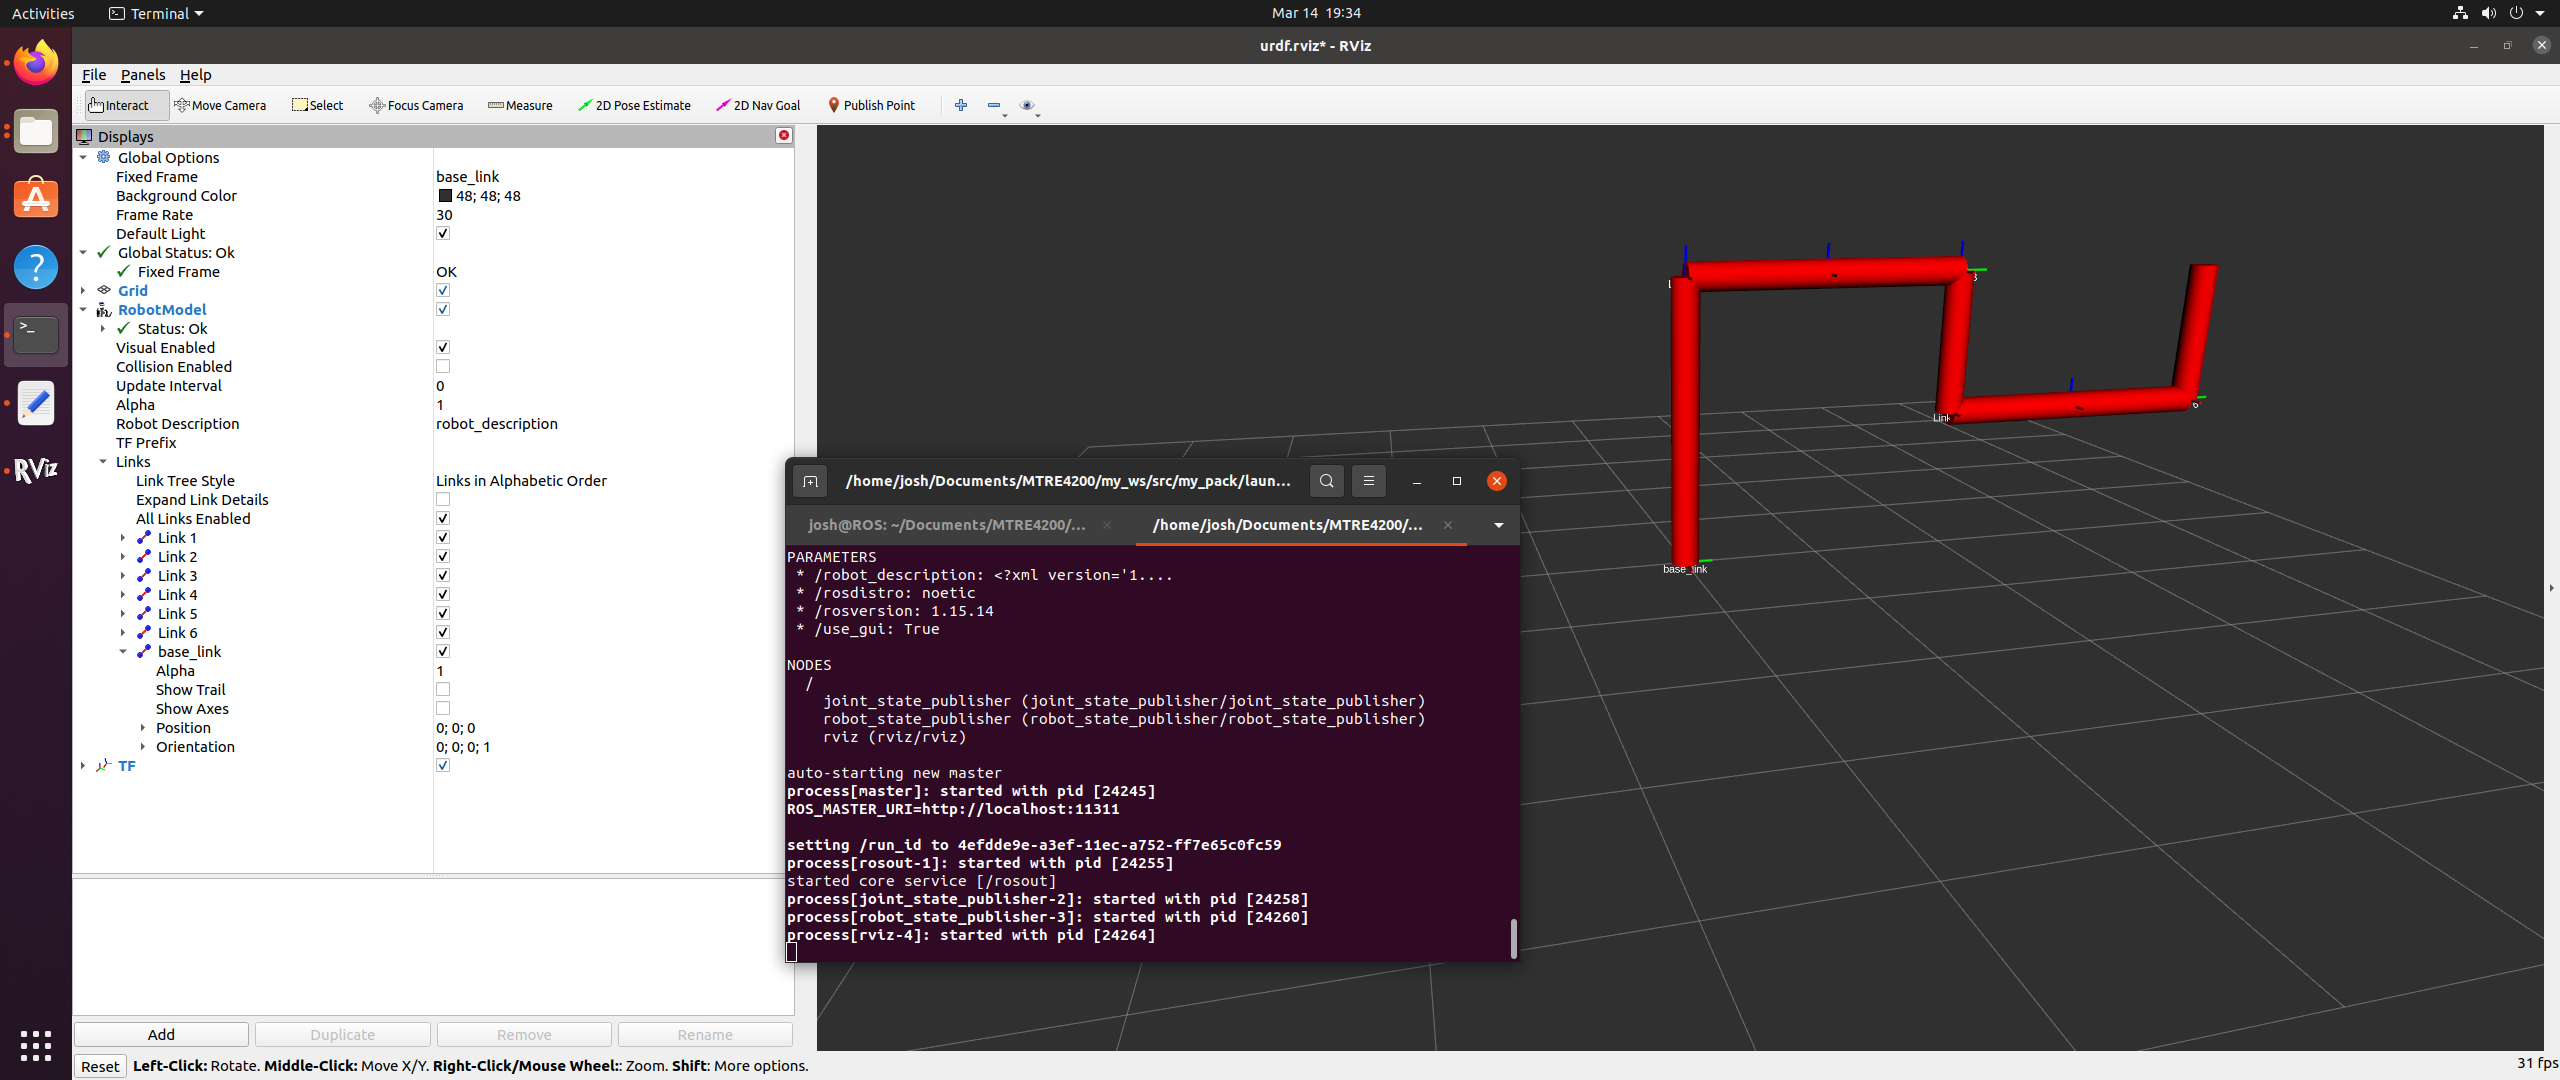 Activities
Terminal
Mar 14 19:34
urdf.rviz* - RViz
File Panels Help
Interact Move Camera Select Focus Camera Measure 2D Pose Estimate 2D Nav Goal Publish Point
Displays
Global Options
Fixed Frame base_link
Background Color 48; 48; 48
Frame Rate 30
Default Light
Global Status: Ok
Fixed Frame OK
Grid
RobotModel
Status: Ok
Visual Enabled
Collision Enabled
Update Interval 0
Alpha 1
Robot Description robot_description
TF Prefix
Links
Link Tree Style Links in Alphabetic Order
Expand Link Details
All Links Enabled
Link 1
Link 2
Link 3
Link 4
Link 5
Link 6
base_link
Alpha 1
Show Trail
Show Axes
Position 0; 0; 0
Orientation 0; 0; 0; 1
TF
Add Duplicate Remove Rename
Reset Left-Click: Rotate. Middle-Click: Move X/Y. Right-Click/Mouse Wheel:: Zoom. Shift: More options.
31 fps
RViz
Link
base_link
/home/josh/Documents/MTRE4200/my_ws/src/my_pack/laun...
josh@ROS: ~/Documents/MTRE4200/... /home/josh/Documents/MTRE4200/...
PARAMETERS
* /robot_description: <?xml version='1....
* /rosdistro: noetic
* /rosversion: 1.15.14
* /use_gui: True
NODES
/
joint_state_publisher (joint_state_publisher/joint_state_publisher)
robot_state_publisher (robot_state_publisher/robot_state_publisher)
rviz (rviz/rviz)
auto-starting new master
process[master]: started with pid [24245]
ROS_MASTER_URI=http://localhost:11311
setting /run_id to 4efdde9e-a3ef-11ec-a752-ff7e65c0fc59
process[rosout-1]: started with pid [24255]
started core service [/rosout]
process[joint_state_publisher-2]: started with pid [24258]
process[robot_state_publisher-3]: started with pid [24260]
process[rviz-4]: started with pid [24264]